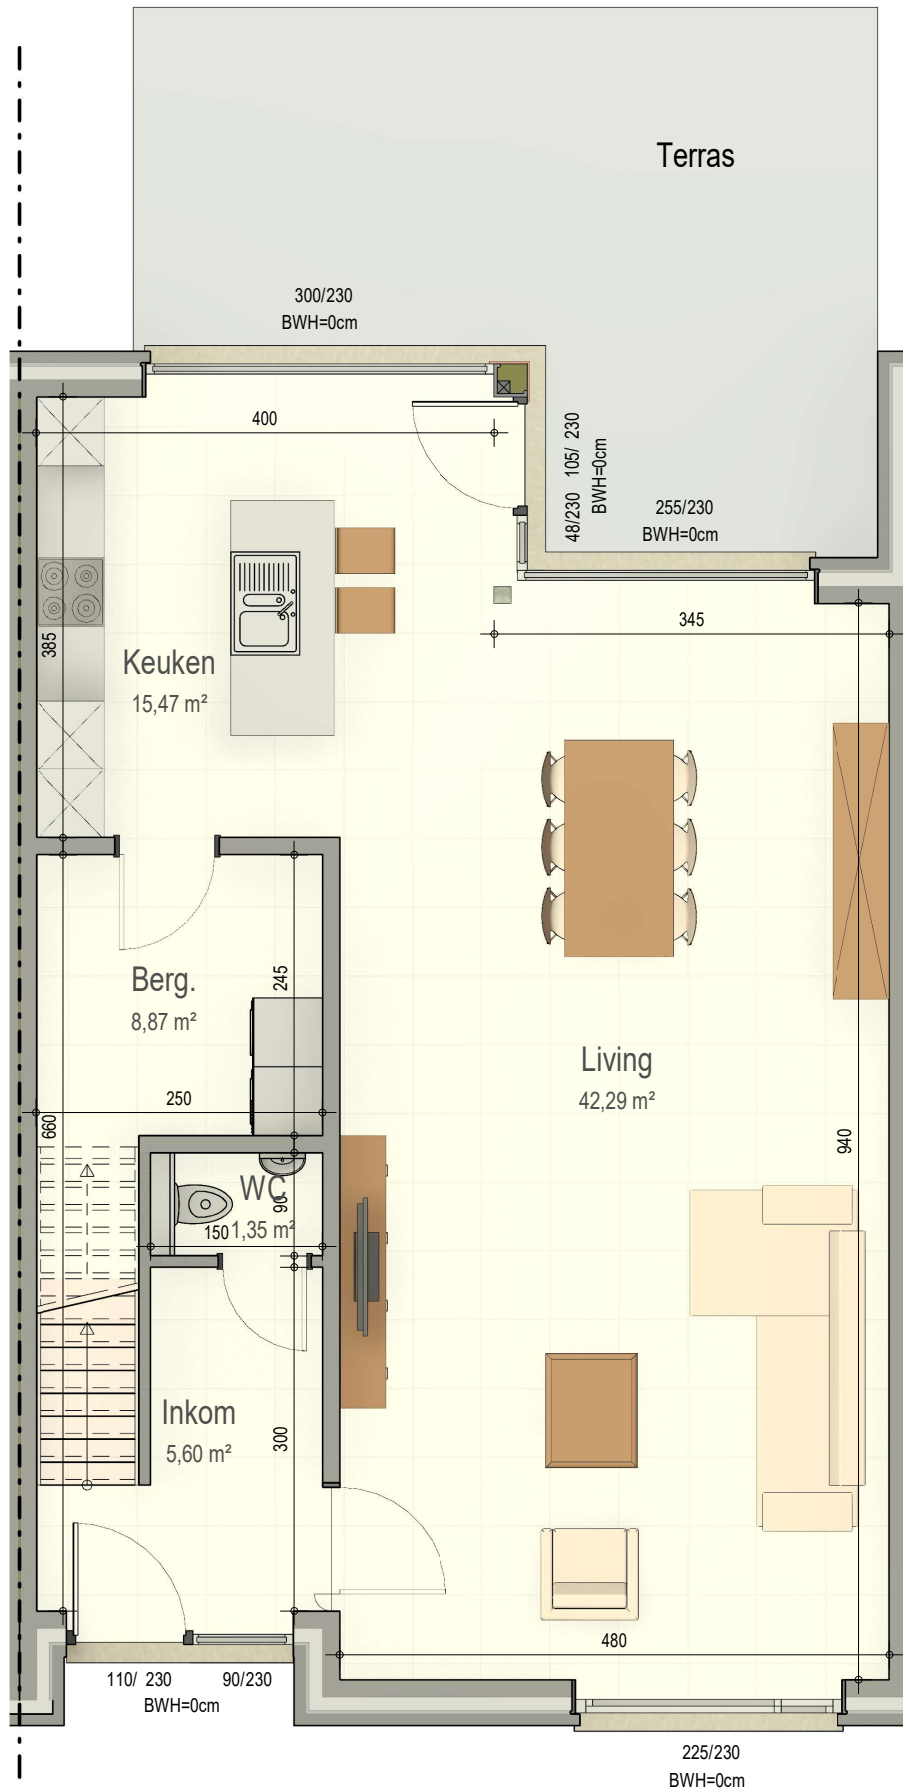 Terras
300/230
BWH=0cm
400
48/230 105/ 230
BWH=0cm
255/230
BWH=0cm
345
385
Keuken
15,47 m²
Berg.
8,87 m²
245
250
660
Living
42,29 m²
940
WC
90
150
1,35 m²
Inkom
5,60 m²
300
480
110/ 230
90/230
BWH=0cm
225/230
BWH=0cm